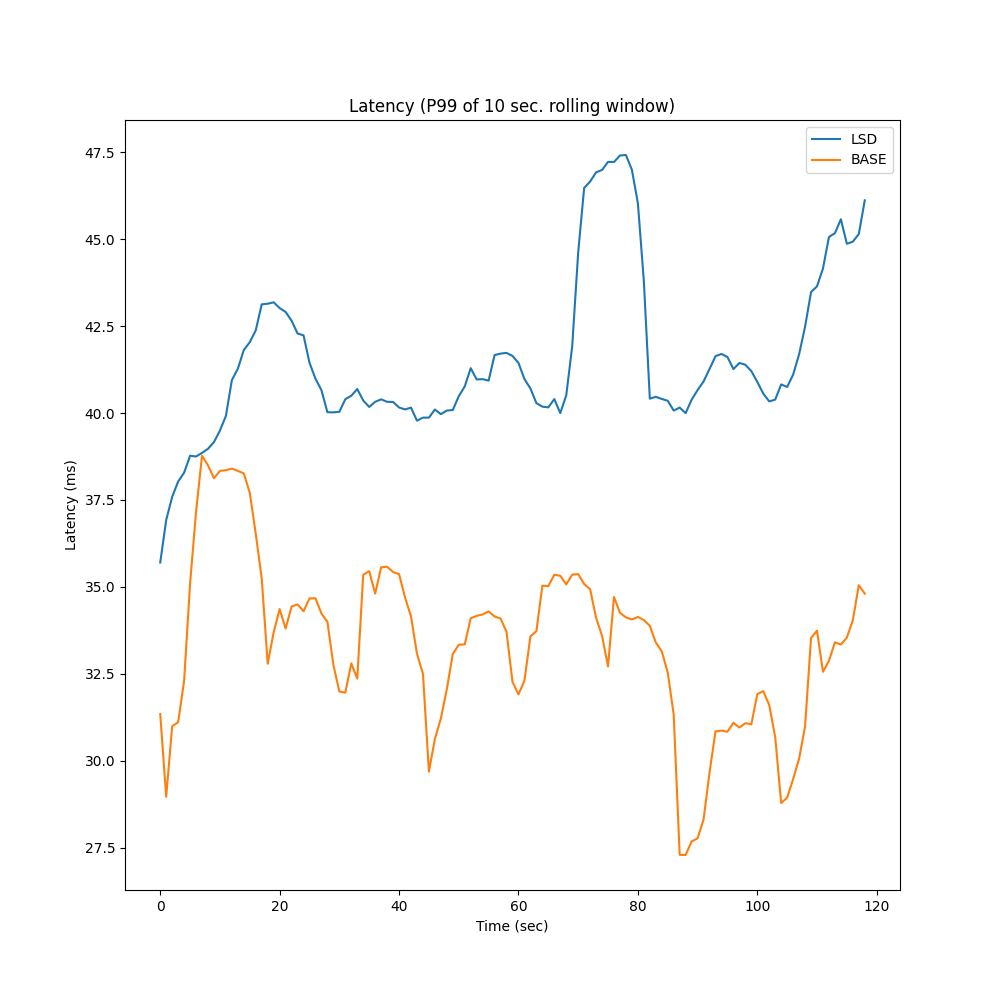 Latency (P99 of 10 sec. rolling window)
LSD
BASE
47.5
45.0
42.5
40.0
37.5
35.0
32.5
30.0
27.5
Latency (ms)
0 20 40 60 80 100 120
Time (sec)